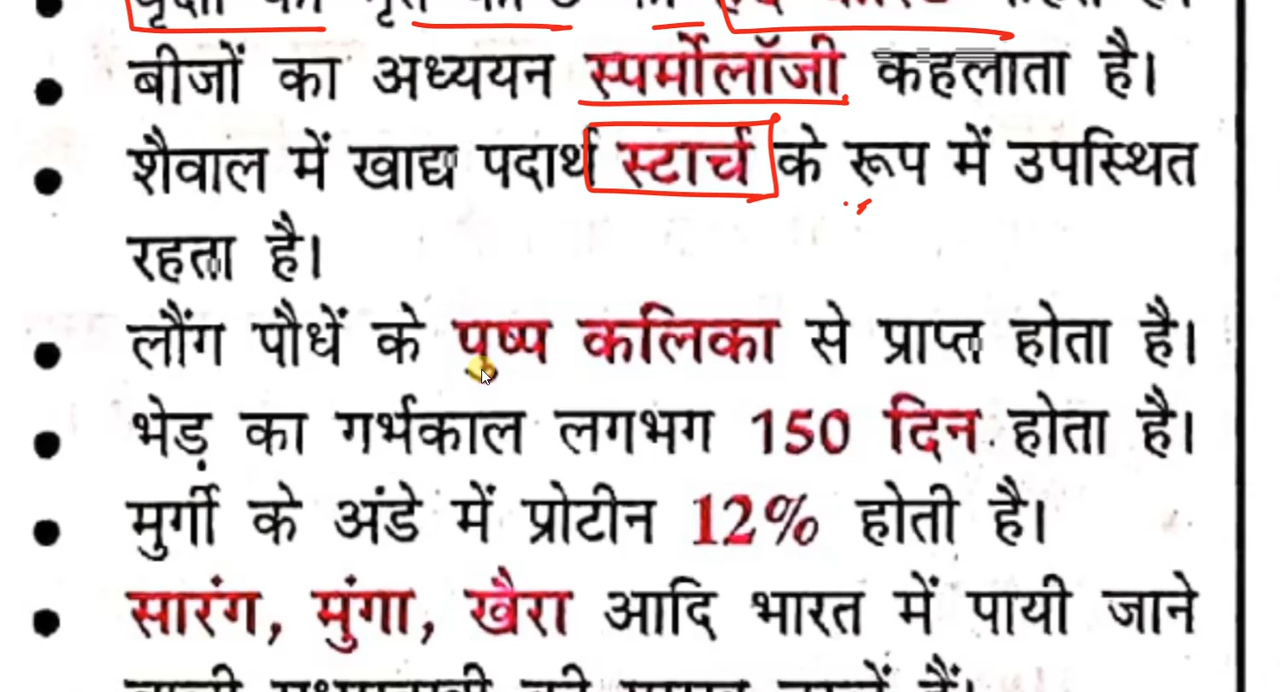 बीजों का अध्ययन स्पर्मोलॉजी कहलाता है।
शैवाल में खाद्य पदार्थ स्टार्च के रूप में उपस्थित
रहता है।
लौंग पौधें के पुष्प कलिका से प्राप्त होता है।
भेड़ का गर्भकाल लगभग 150 दिन होता है।
मुर्गी के अंडे में प्रोटीन 12% होती है।
सारंग, मुंगा, खैरा आदि भारत में पायी जाने